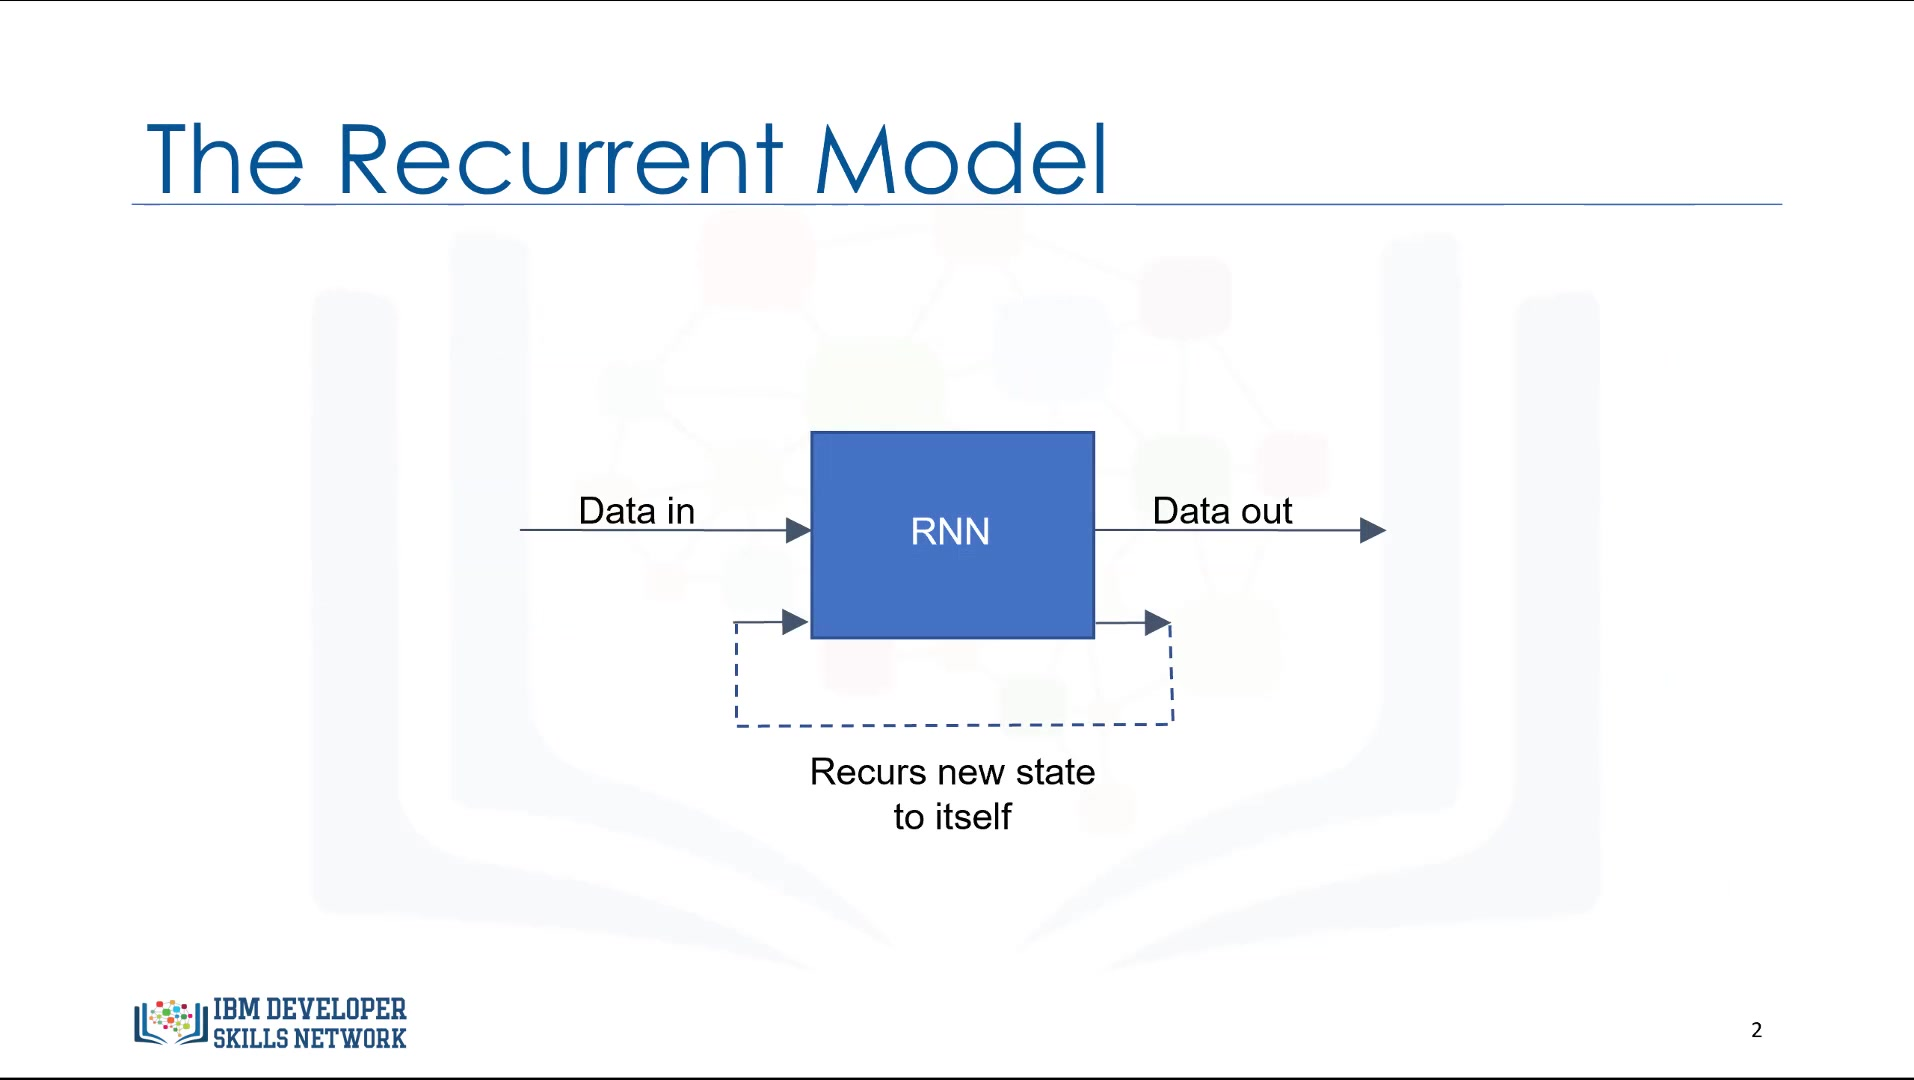 The Recurrent Model
Data in
RNN
Data out
Recurs new state
to itself
IBM DEVELOPER
SKILLS NETWORK
2